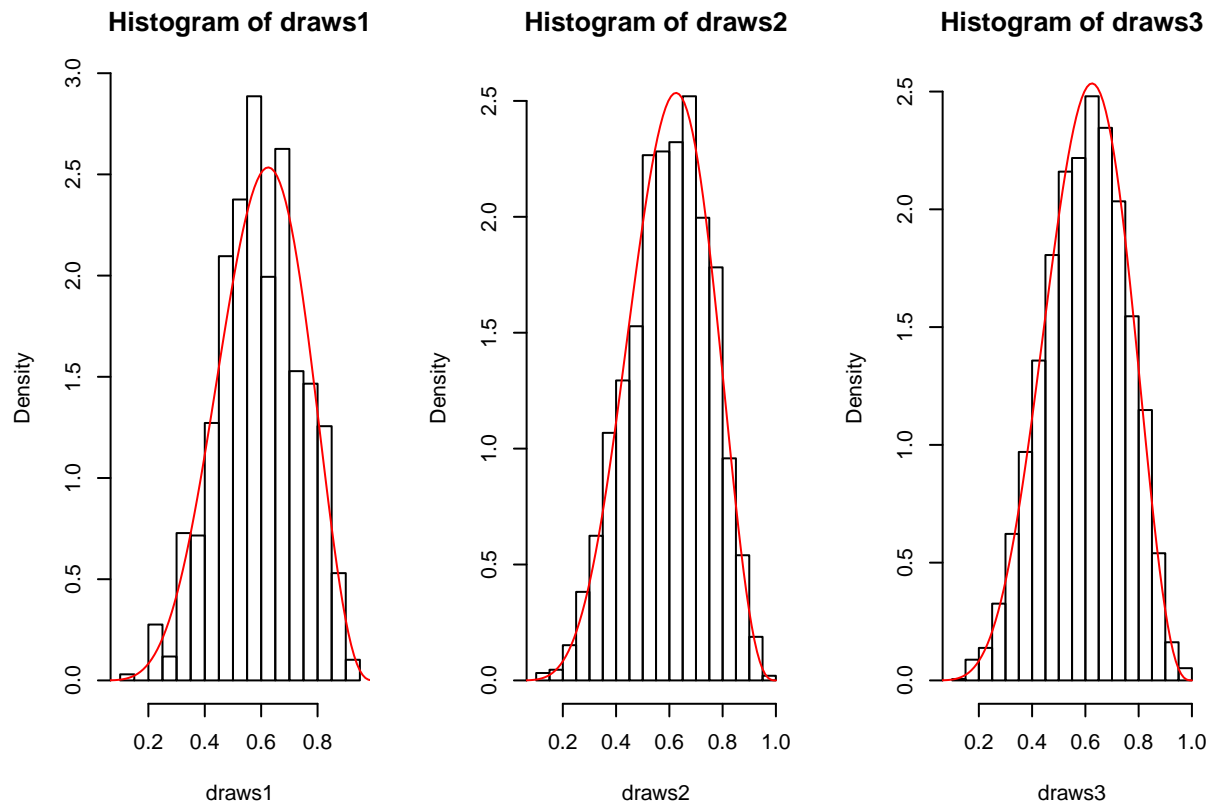 Histogram of draws1
Density
0.0 0.5 1.0 1.5 2.0 2.5 3.0
0.2 0.4 0.6 0.8
draws1
Histogram of draws2
Density
0.0 0.5 1.0 1.5 2.0 2.5
0.2 0.4 0.6 0.8 1.0
draws2
Histogram of draws3
Density
0.0 0.5 1.0 1.5 2.0 2.5
0.2 0.4 0.6 0.8 1.0
draws3